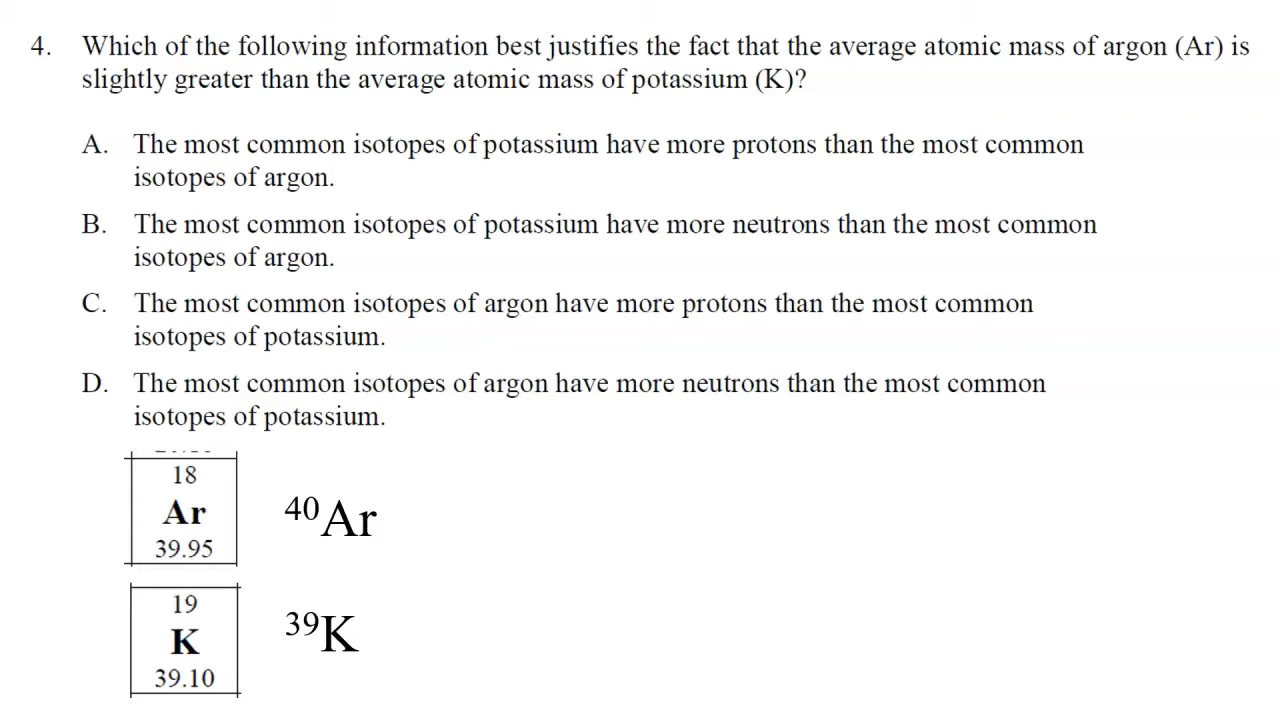 4. Which of the following information best justifies the fact that the average atomic mass of argon (Ar) is
slightly greater than the average atomic mass of potassium (K)?
A. The most common isotopes of potassium have more protons than the most common
isotopes of argon.
B. The most common isotopes of potassium have more neutrons than the most common
isotopes of argon.
C. The most common isotopes of argon have more protons than the most common
isotopes of potassium.
D. The most common isotopes of argon have more neutrons than the most common
isotopes of potassium.
18
Ar
39.95
⁴⁰Ar
19
K
39.10
³⁹K